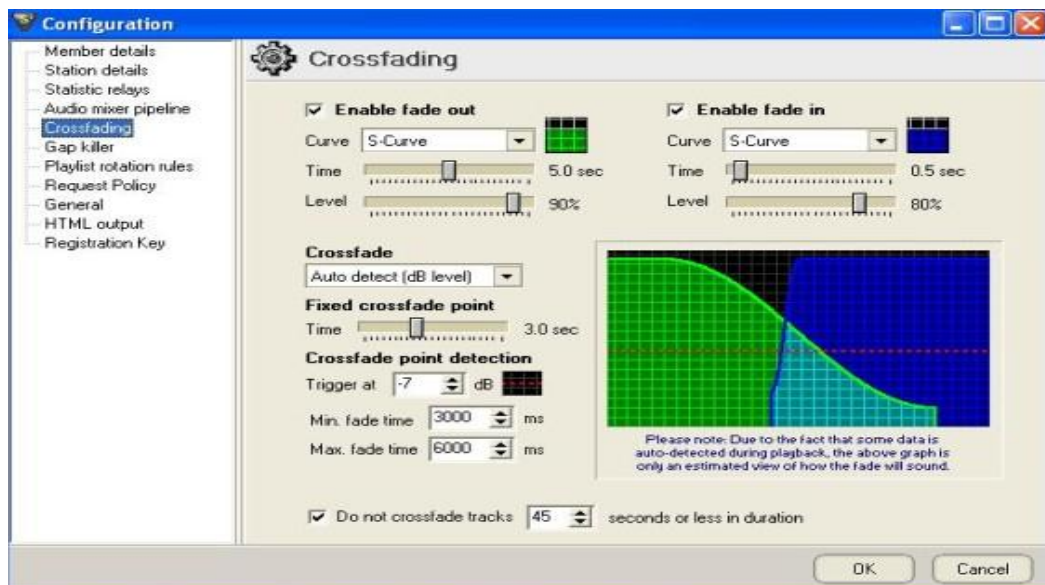 Configuration
Member details
Station details
Statistic relays
Audio mixer pipeline
Crossfading
Gap killer
Playlist rotation rules
Request Policy
General
HTML output
Registration Key
Crossfading
Enable fade out
Curve S-Curve
Time 5.0 sec
Level 90%
Enable fade in
Curve S-Curve
Time 0.5 sec
Level 80%
Crossfade
Auto detect (dB level)
Fixed crossfade point
Time 3.0 sec
Crossfade point detection
Trigger at -7 dB
Min. fade time 3000 ms
Max. fade time 6000 ms
Please note: Due to the fact that some data is
auto-detected during playback, the above graph is
only an estimated view of how the fade will sound.
Do not crossfade tracks 45 seconds or less in duration
OK Cancel